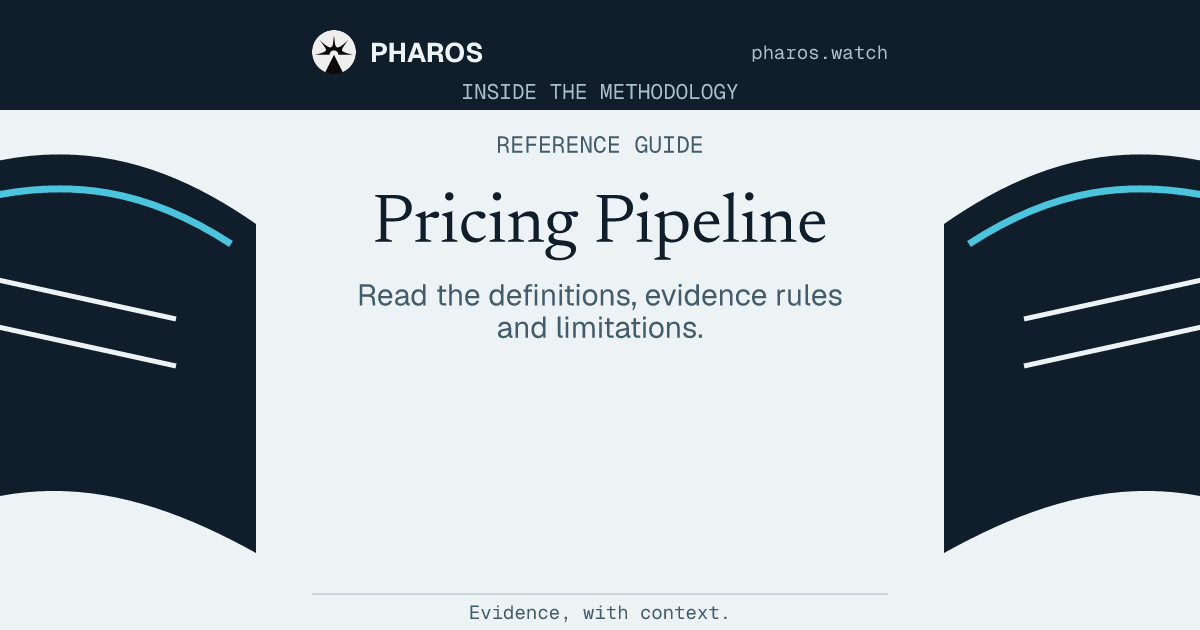 PHAROS
pharos.watch
INSIDE THE METHODOLOGY
REFERENCE GUIDE
Pricing Pipeline
Read the definitions, evidence rules
and limitations.
Evidence, with context.